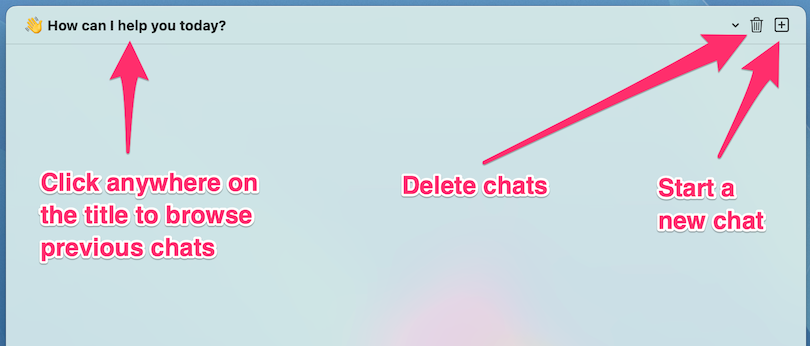 👋 How can I help you today?
Click anywhere on
the title to browse
previous chats
Delete chats
Start a
new chat